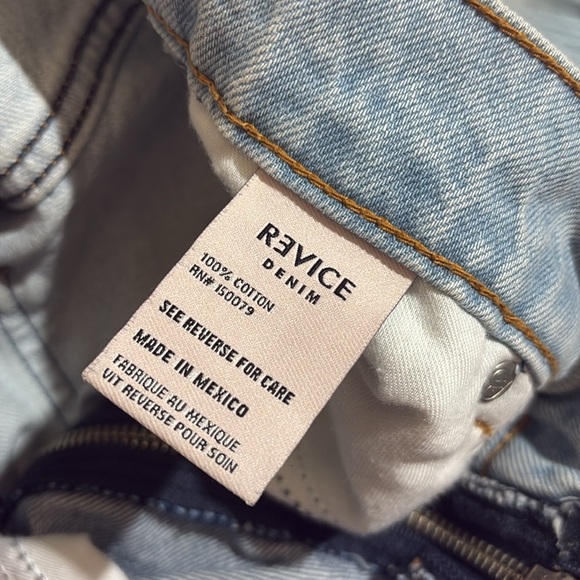 RƎVICE
DENIM
100% COTTON
RN# 150079
SEE REVERSE FOR CARE
MADE IN MEXICO
FABRIQUE AU MEXIQUE
VIT REVERSE POUR SOIN